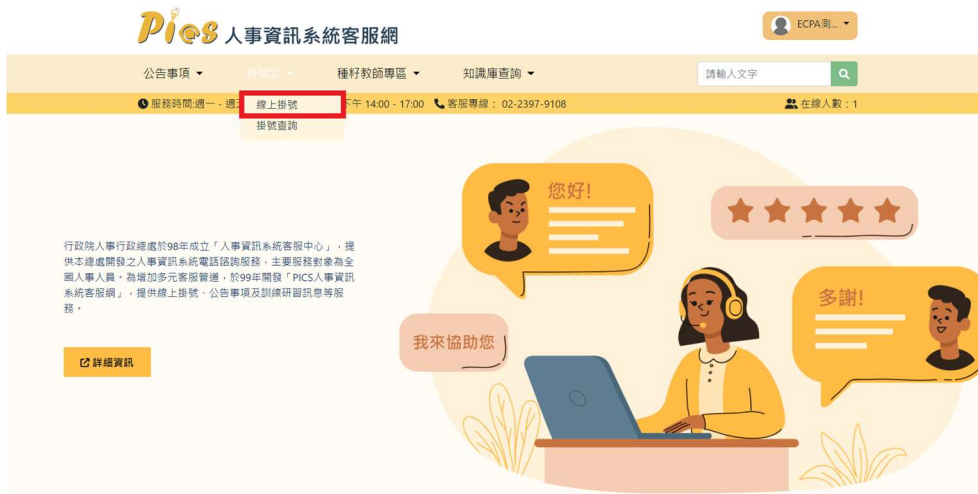 Pics 人事資訊系統客服網
ECPA測...
公告事項
種籽教師專區
知識庫查詢
請輸入文字
服務時間:週一 - 週
下午 14:00 - 17:00
客服專線： 02-2397-9108
在線人數：1
線上掛號
掛號查詢
您好!
行政院人事行政總處於98年成立「人事資訊系統客服中心」，提
供本總處開發之人事資訊系統電話諮詢服務，主要服務對象為全
國人事人員。為增加多元客服管道，於99年開發「PICS人事資訊
系統客服網」，提供線上掛號、公告事項及訓練研習訊息等服
務。
多謝!
我來協助您
詳細資訊